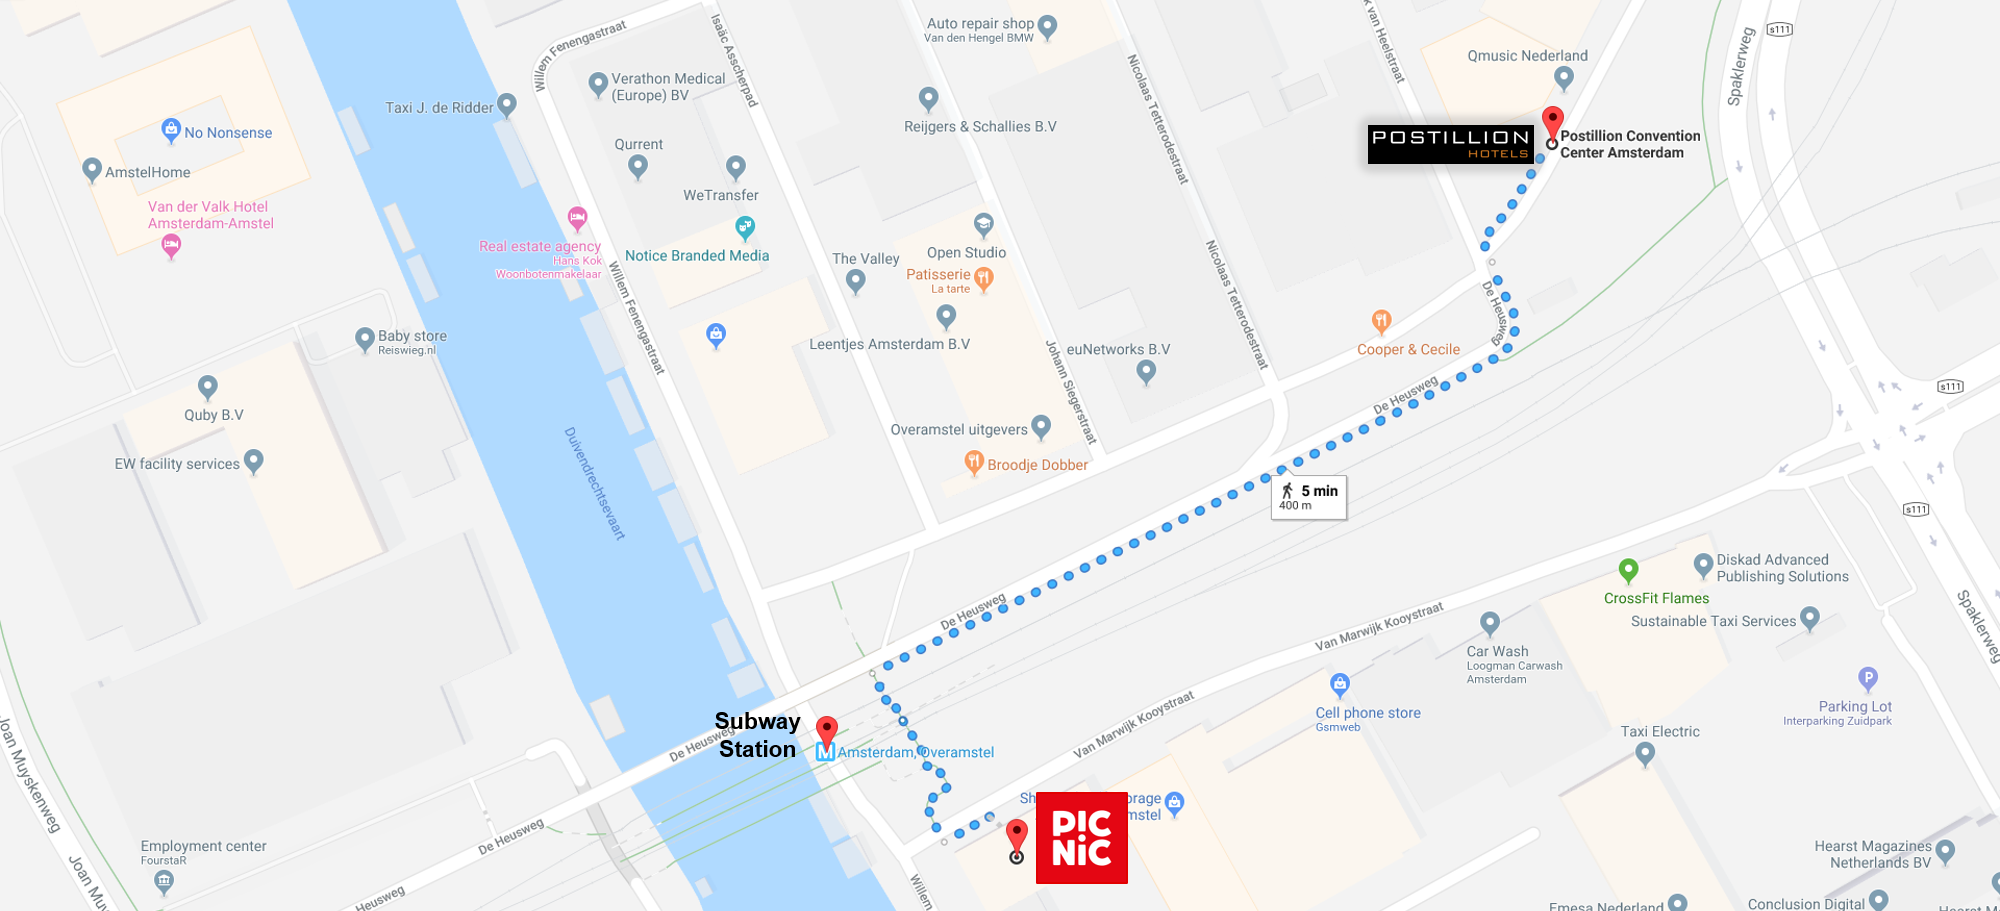 Auto repair shop
Van den Hengel BMW
s111
Spaklerweg
Willem Fenengastraat
Isaäc Asscherpad
k van Heelstraat
Qmusic Nederland
Nicolaas Tetterodestraat
Verathon Medical
(Europe) BV
Taxi J. de Ridder
Reijgers & Schallies B.V
POSTILLION
HOTELS
Postillion Convention
Center Amsterdam
No Nonsense
AmstelHome
Qurrent
WeTransfer
Van der Valk Hotel
Amsterdam-Amstel
Real estate agency
Hans Kok
Woonbotenmakelaar
Notice Branded Media
The Valley
Open Studio
Patisserie
La tarte
Nicolaas Tetterodestraat
Willem Fenengastraat
De Heusweg
Baby store
Reiswieg.nl
Leentjes Amsterdam B.V
Johann Siegerstraat
euNetworks B.V
Cooper & Cecile
De Heusweg
s111
Quby B.V
Overamstel uitgevers
Broodje Dobber
EW facility services
Duivendrechtsevaart
5 min
400 m
s111
Diskad Advanced
Publishing Solutions
CrossFit Flames
Sustainable Taxi Services
De Heusweg
Van Marwijk Kooystraat
Spaklerweg
Car Wash
Loogman Carwash
Amsterdam
Van Marwijk Kooystraat
Cell phone store
Gsmweb
Parking Lot
Interparking Zuidpark
Taxi Electric
Subway
Station
M
Amsterdam, Overamstel
De Heusweg
Joan Muyskenweg
Sh
orage
mstel
PIC
NIC
De Heusweg
Employment center
FourstaR
Joan Muy
Heusweg
Willem
Hearst Magazines
Netherlands BV
Emesa Nederland
Conclusion Digital
Hearst M